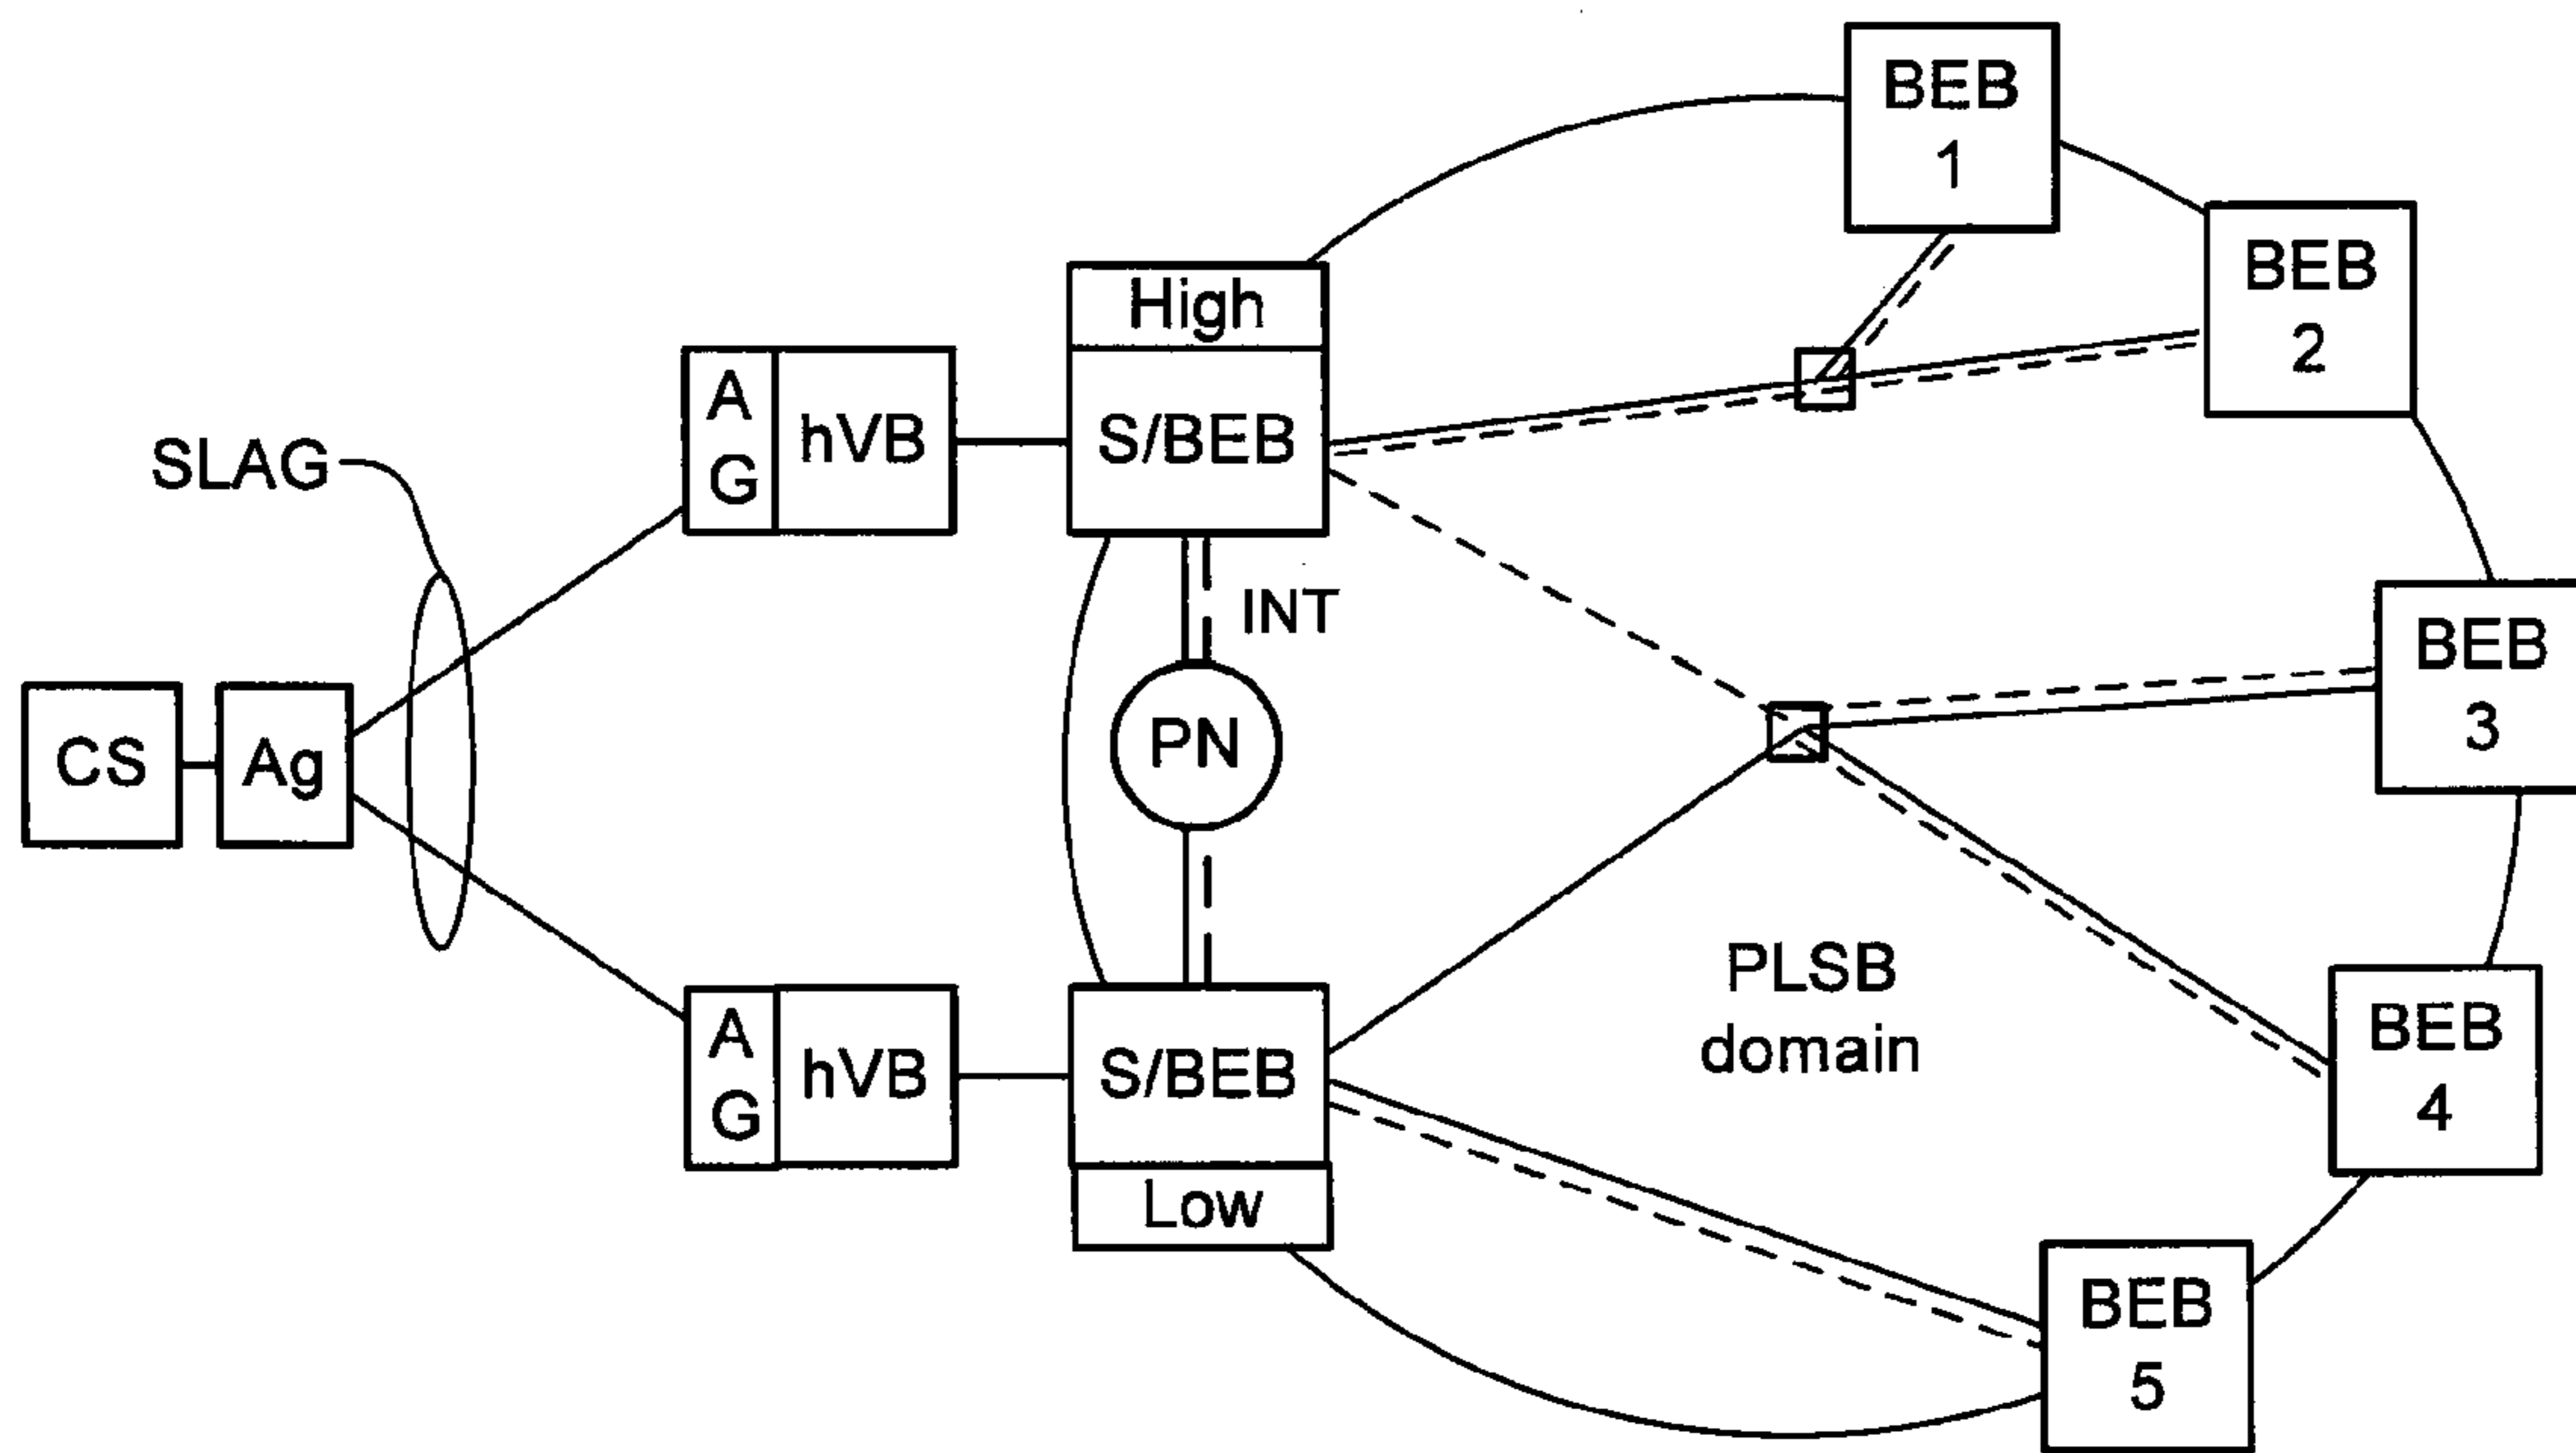 BEB
1
BEB
2
High
S/BEB
A
G
hVB
SLAG
INT
BEB
3
CS
Ag
PN
PLSB
domain
BEB
4
A
G
hVB
S/BEB
Low
BEB
5